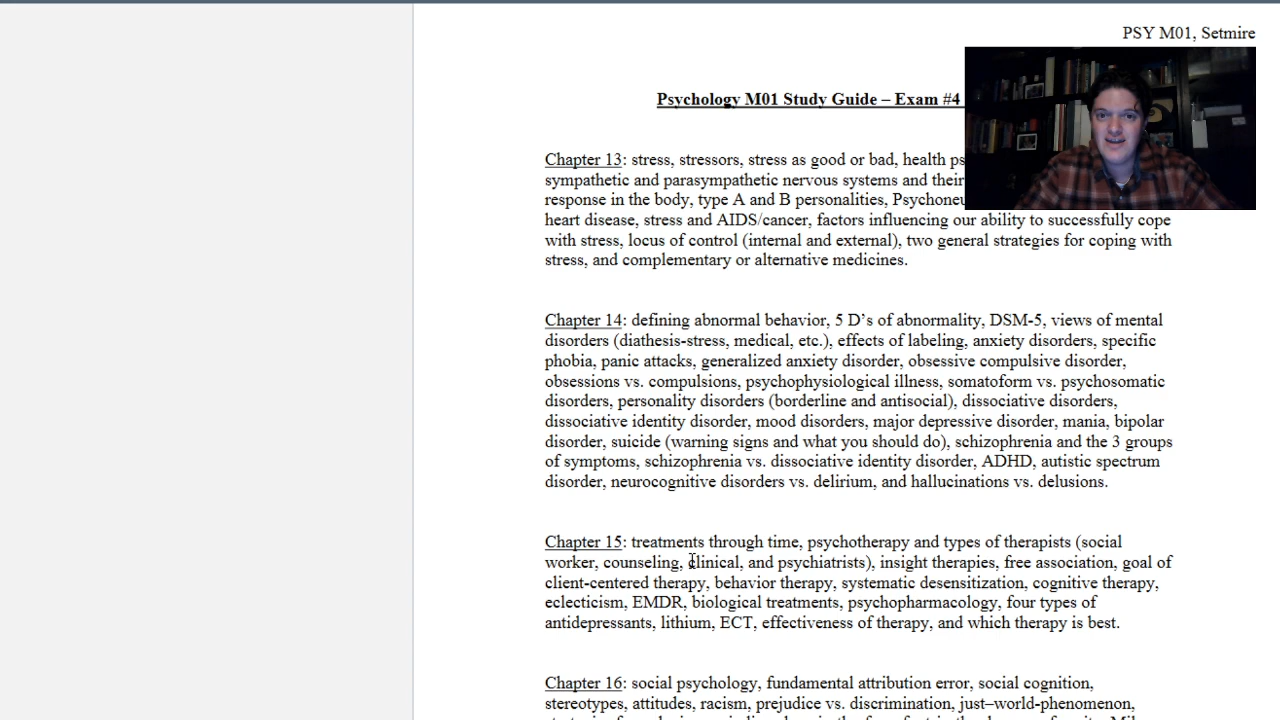 PSY M01, Setmire
Psychology M01 Study Guide – Exam #4
Chapter 13: stress, stressors, stress as good or bad, health
sympathetic and parasympathetic nervous systems and their
response in the body, type A and B personalities,
heart disease, stress and AIDS/cancer, factors influencing our ability to successfully cope
with stress, locus of control (internal and external), two general strategies for coping with
stress, and complementary or alternative medicines.
Chapter 14: defining abnormal behavior, 5 D’s of abnormality, DSM-5, views of mental
disorders (diathesis-stress, medical, etc.), effects of labeling, anxiety disorders, specific
phobia, panic attacks, generalized anxiety disorder, obsessive compulsive disorder,
obsessions vs. compulsions, psychophysiological illness, somatoform vs. psychosomatic
disorders, personality disorders (borderline and antisocial), dissociative disorders,
dissociative identity disorder, mood disorders, major depressive disorder, mania, bipolar
disorder, suicide (warning signs and what you should do), schizophrenia and the 3 groups
of symptoms, schizophrenia vs. dissociative identity disorder, ADHD, autistic spectrum
disorder, neurocognitive disorders vs. delirium, and hallucinations vs. delusions.
Chapter 15: treatments through time, psychotherapy and types of therapists (social
worker, counseling, clinical, and psychiatrists), insight therapies, free association, goal of
client-centered therapy, behavior therapy, systematic desensitization, cognitive therapy,
eclecticism, EMDR, biological treatments, psychopharmacology, four types of
antidepressants, lithium, ECT, effectiveness of therapy, and which therapy is best.
Chapter 16: social psychology, fundamental attribution error, social cognition,
stereotypes, attitudes, racism, prejudice vs. discrimination, just–world-phenomenon,